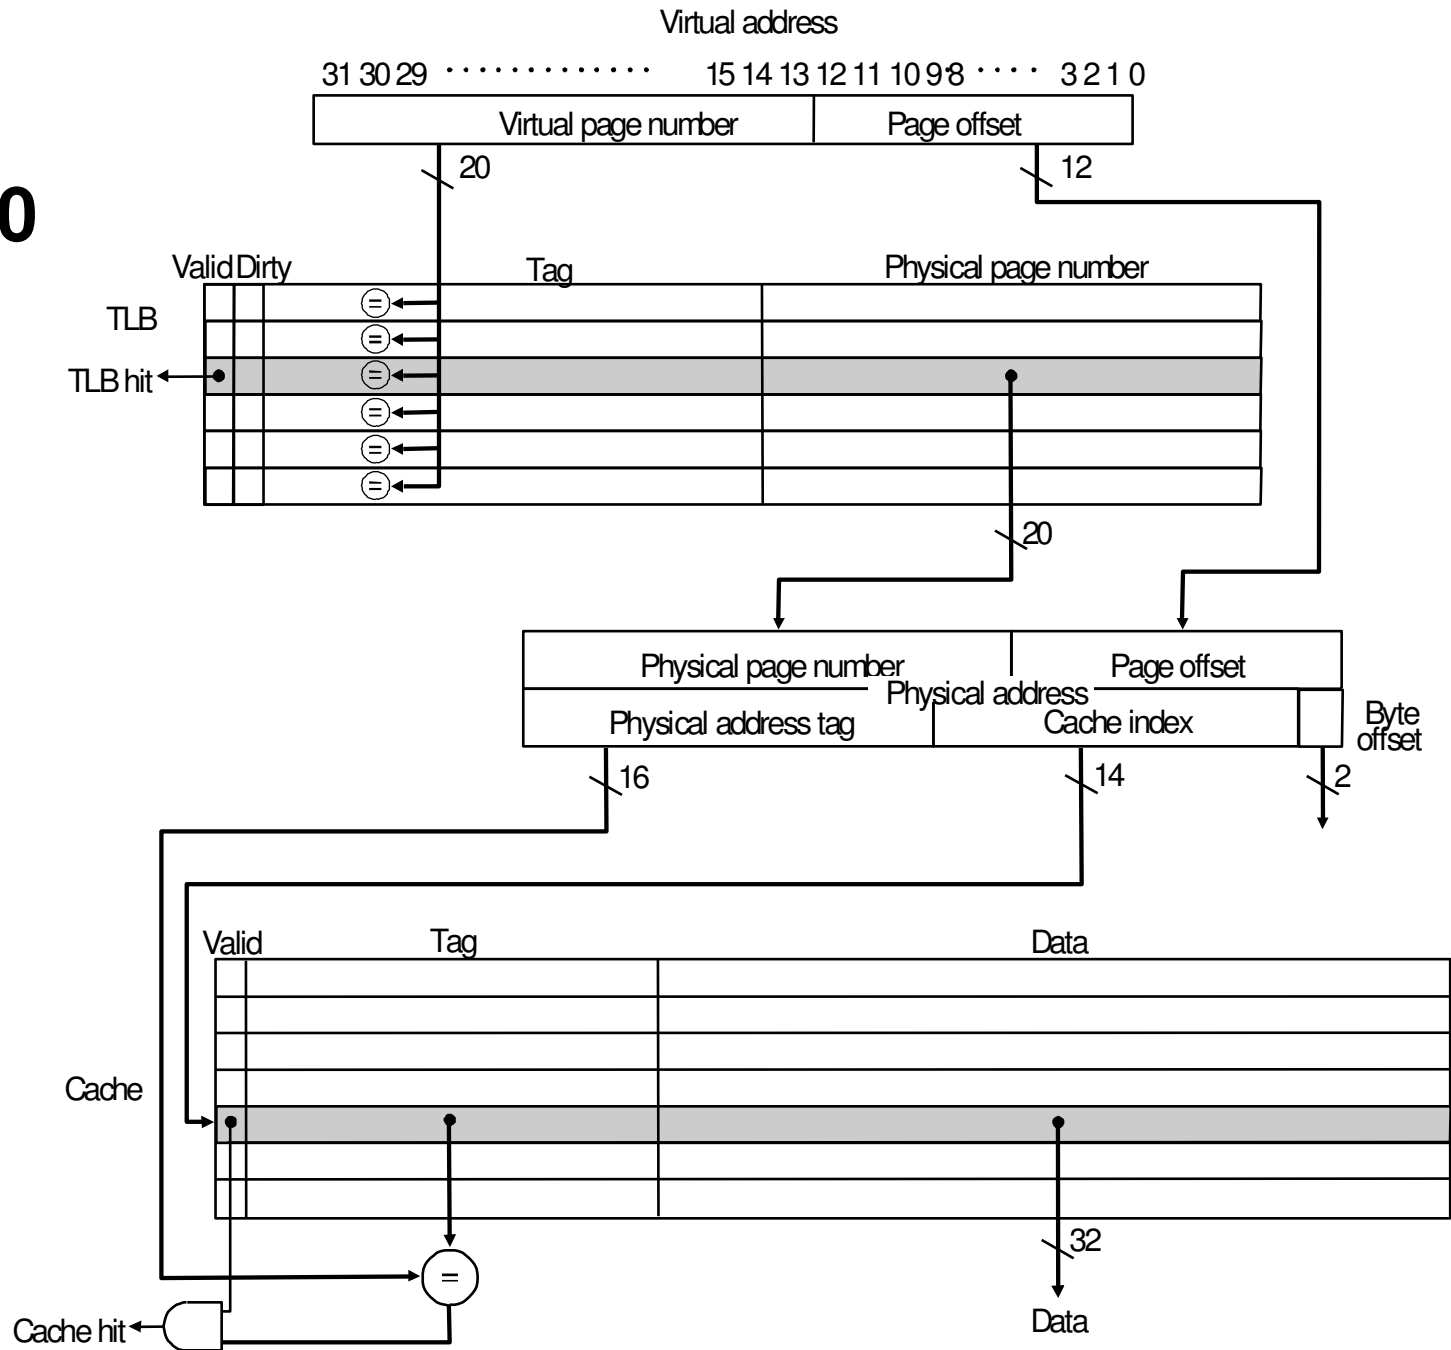 Virtual address
31 30 29 ············· 15 14 13 12 11 10 9 8 ···· 3 2 1 0
Virtual page number Page offset
20 12
0
Valid Dirty Tag Physical page number
=
TLB
=
TLB hit =
=
=
=
20
Physical page number Page offset
Physical address
Physical address tag Cache index Byte
offset
16 14 2
Valid Tag Data
Cache
32
=
Cache hit Data